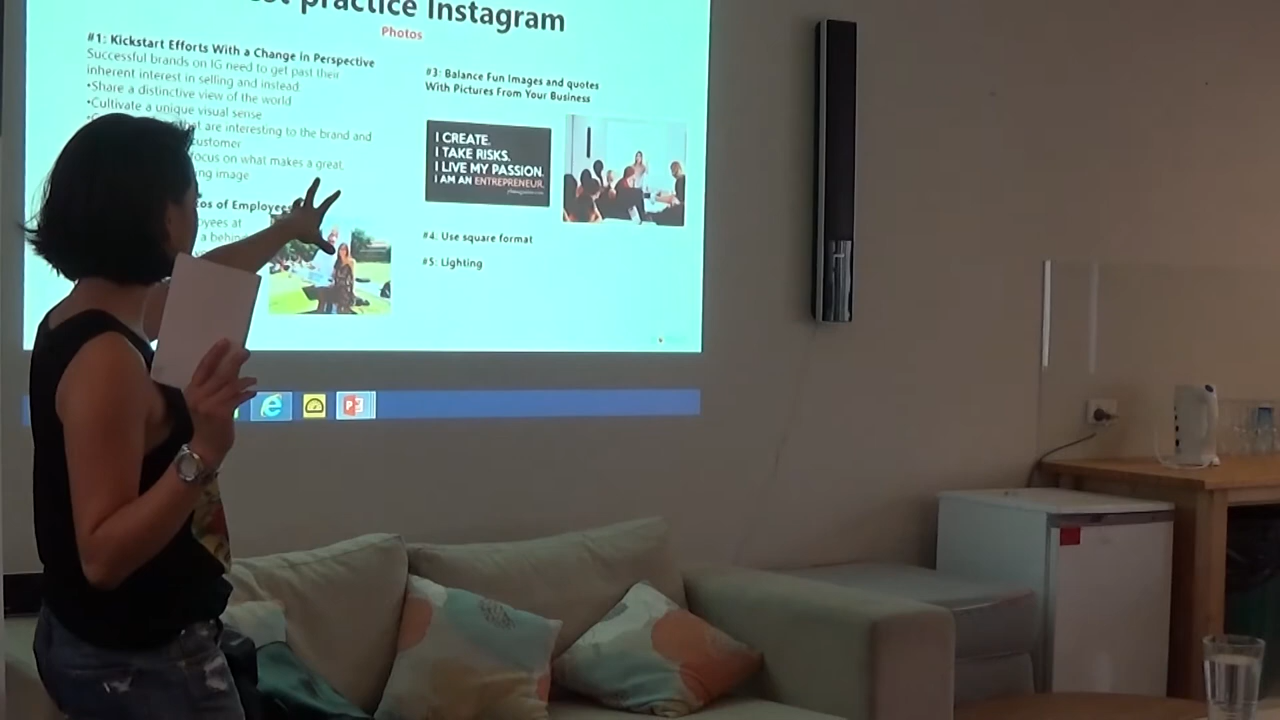 practice Instagram
Photos
#1: Kickstart Efforts With a Change in Perspective
Successful brands on IG need to get past their
inherent interest in selling and instead
•Share a distinctive view of the world
•Cultivate a unique visual sense
that are interesting to the brand and
customer
focus on what makes a great,
image
of Employees
at
a
#3: Balance Fun Images and quotes
With Pictures From Your Business
I CREATE.
I TAKE RISKS.
I LIVE MY PASSION.
I AM AN ENTREPRENEUR.
#4: Use square format
#5: Lighting